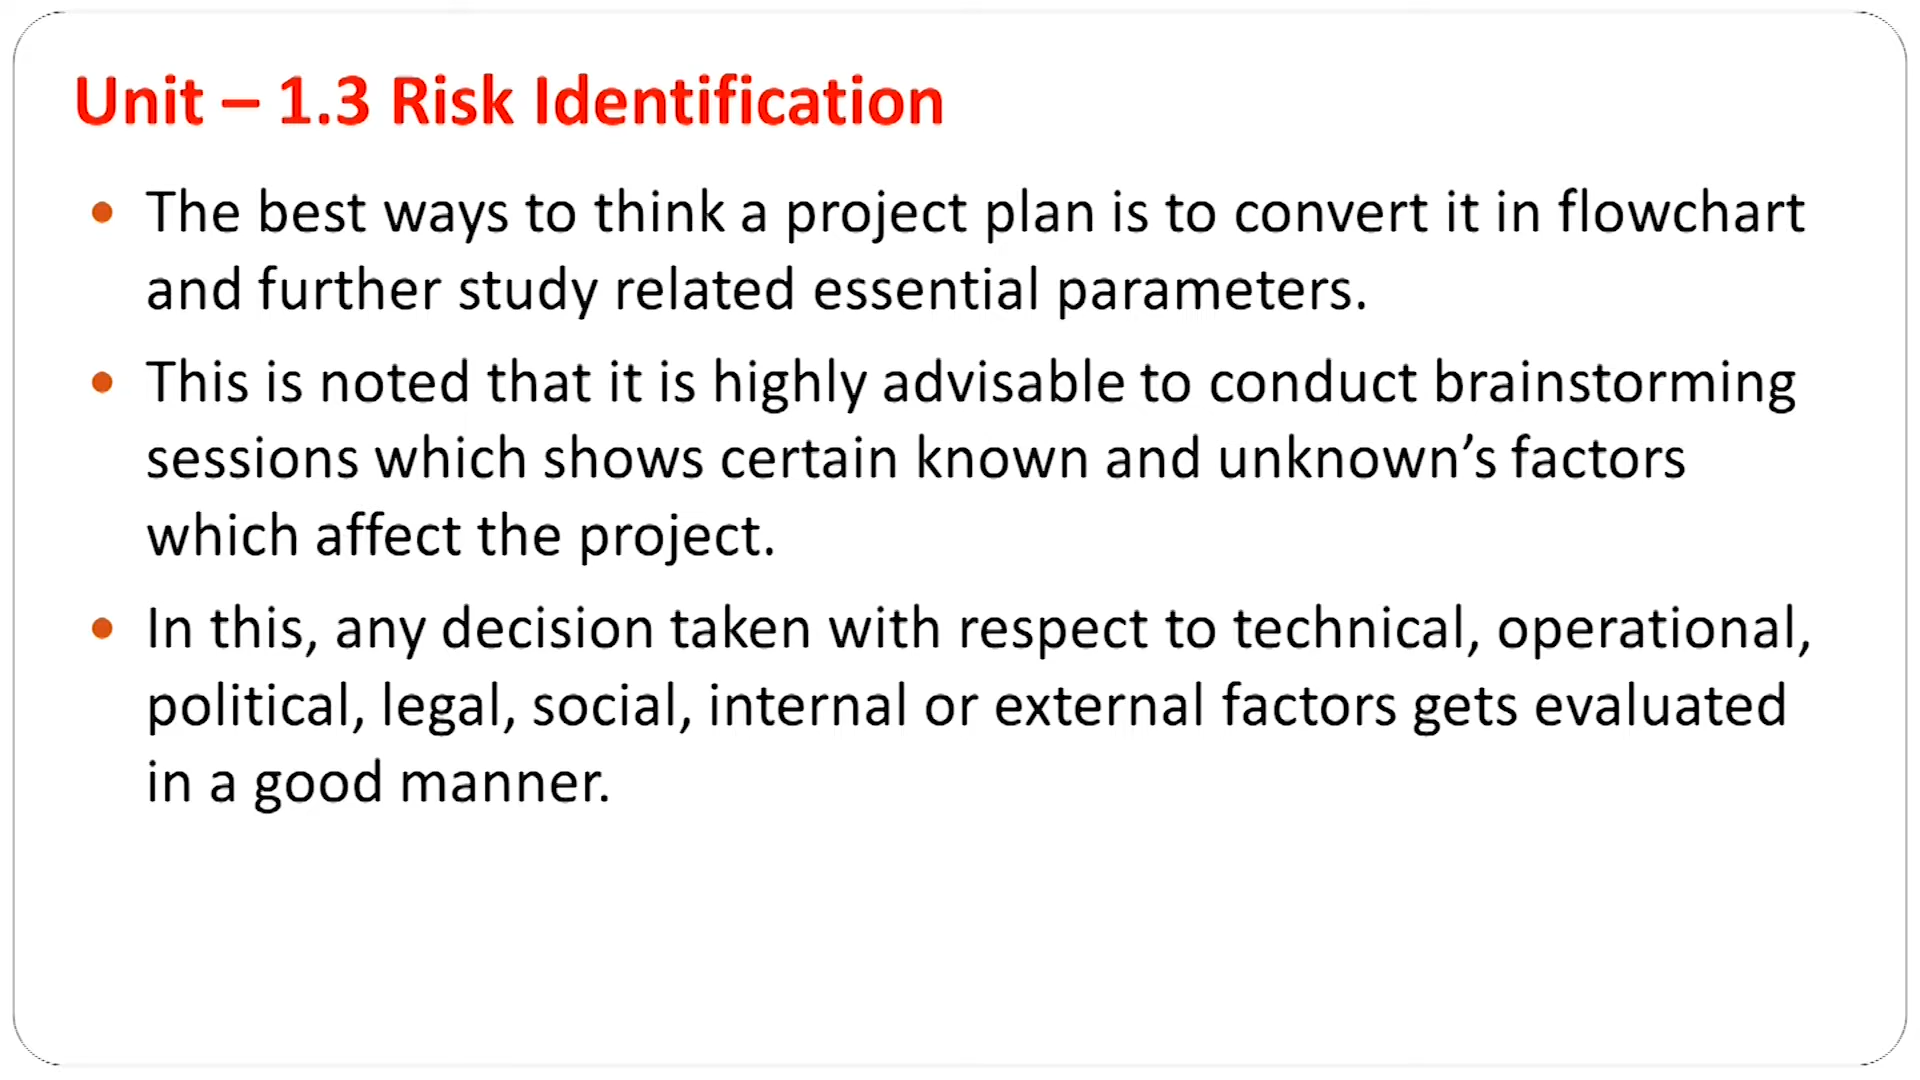 Unit – 1.3 Risk Identification
• The best ways to think a project plan is to convert it in flowchart
and further study related essential parameters.
• This is noted that it is highly advisable to conduct brainstorming
sessions which shows certain known and unknown’s factors
which affect the project.
• In this, any decision taken with respect to technical, operational,
political, legal, social, internal or external factors gets evaluated
in a good manner.